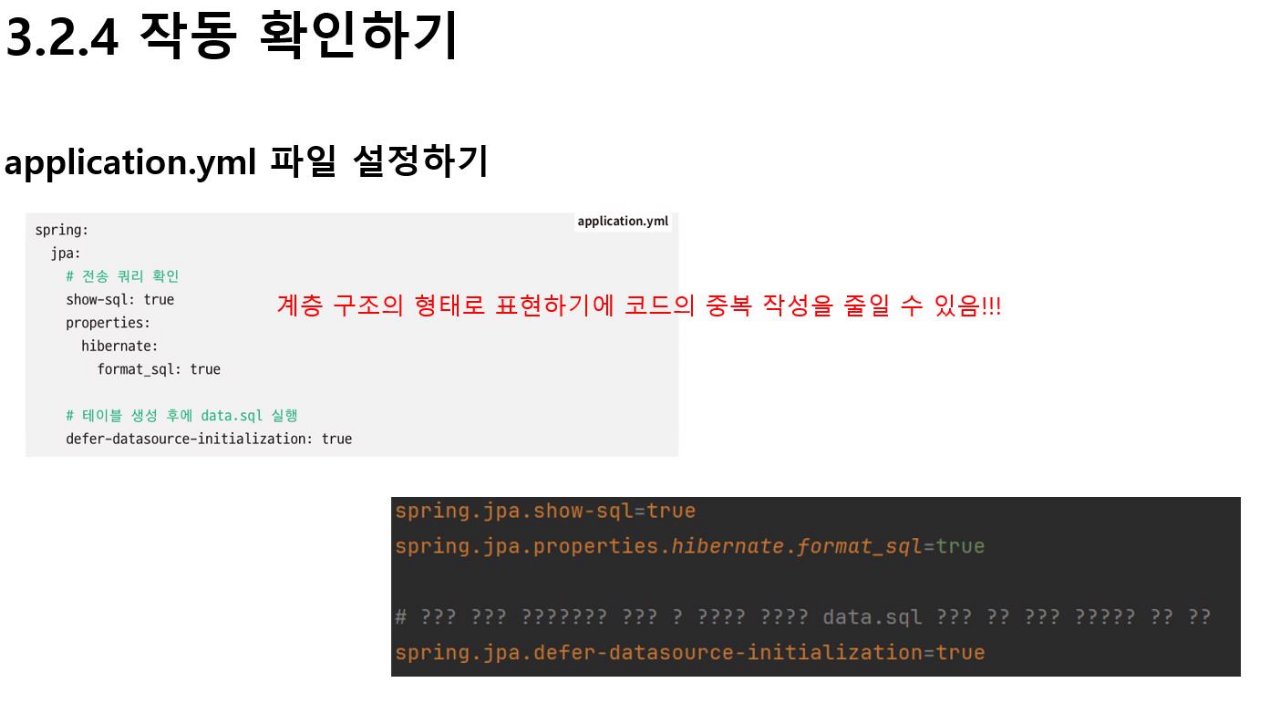 3.2.4 작동 확인하기
application.yml 파일 설정하기
application.yml
spring:
  jpa:
    # 전송 쿼리 확인
    show-sql: true
    properties:
      hibernate:
        format_sql: true
    # 테이블 생성 후에 data.sql 실행
    defer-datasource-initialization: true
계층 구조의 형태로 표현하기에 코드의 중복 작성을 줄일 수 있음!!!
spring.jpa.show-sql=true
spring.jpa.properties.hibernate.format_sql=true
# ??? ??? ??????? ??? ? ???? ???? data.sql ??? ?? ??? ????? ?? ??
spring.jpa.defer-datasource-initialization=true